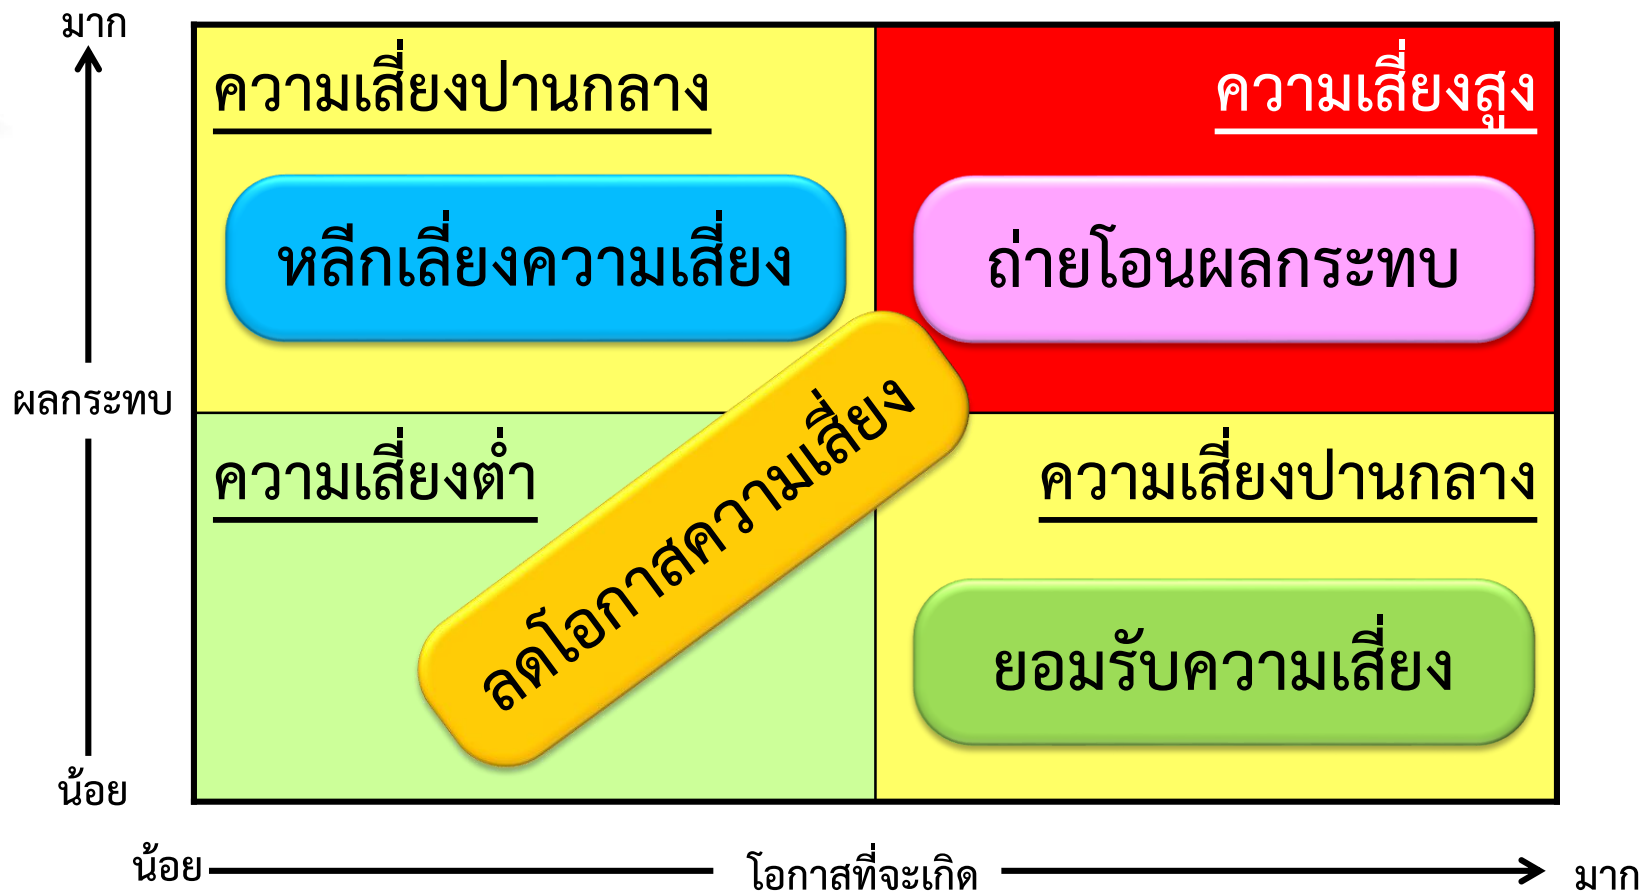 มาก
ความเสี่ยงปานกลาง
ความเสี่ยงสูง
หลีกเลี่ยงความเสี่ยง
ถ่ายโอนผลกระทบ
ผลกระทบ
ลดโอกาสความเสี่ยง
ความเสี่ยงต่ำ
ความเสี่ยงปานกลาง
ยอมรับความเสี่ยง
น้อย
น้อย
โอกาสที่จะเกิด
มาก